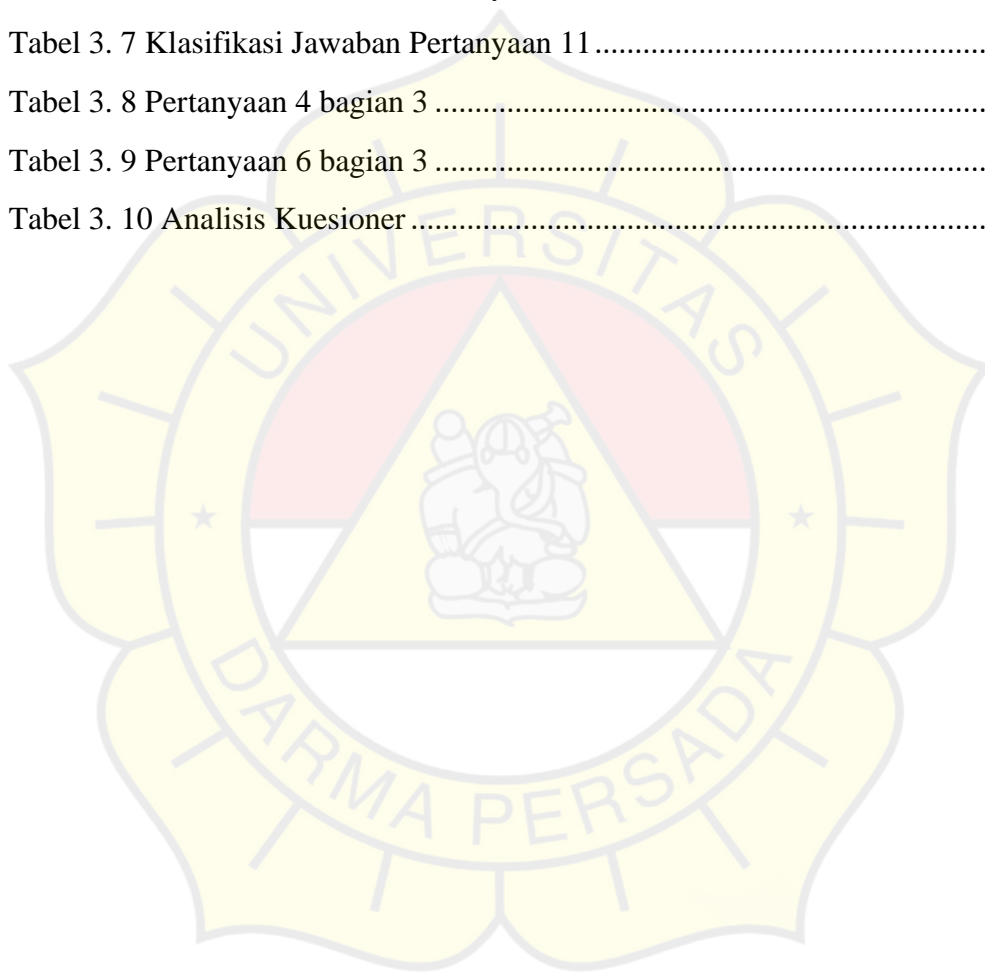 Tabel 3. 7 Klasifikasi Jawaban Pertanyaan 11......................................................
Tabel 3. 8 Pertanyaan 4 bagian 3 ..........................................................................
Tabel 3. 9 Pertanyaan 6 bagian 3 ..........................................................................
Tabel 3. 10 Analisis Kuesioner.............................................................................
UNIVERSITAS
DARMA PERSADA